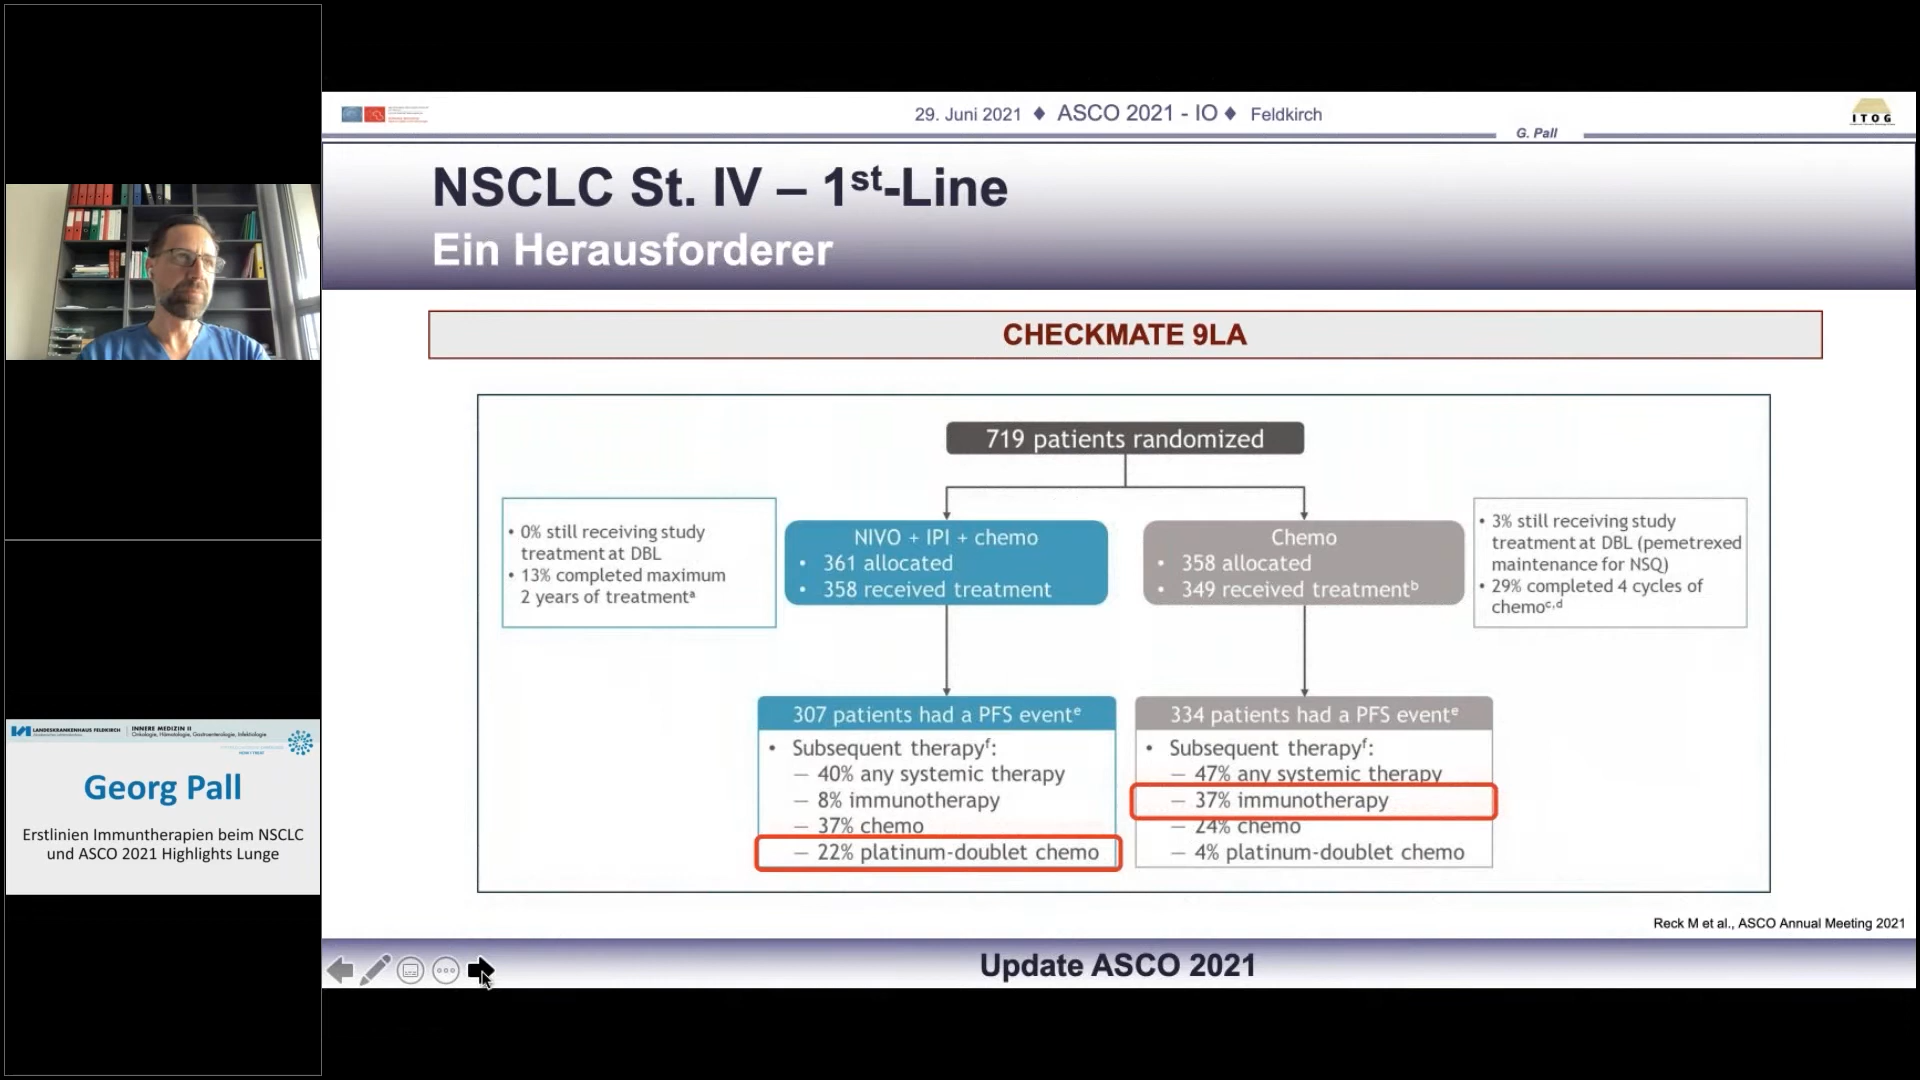 29. Juni 2021 ♦ ASCO 2021 - IO ♦ Feldkirch
G. Pall
ITOG
NSCLC St. IV – 1st-Line
Ein Herausforderer
CHECKMATE 9LA
719 patients randomized
• 0% still receiving study
treatment at DBL
• 13% completed maximum
2 years of treatmentᵃ
NIVO + IPI + chemo
• 361 allocated
• 358 received treatment
Chemo
• 358 allocated
• 349 received treatmentᵇ
• 3% still receiving study
treatment at DBL (pemetrexed
maintenance for NSQ)
• 29% completed 4 cycles of
chemoᶜ,ᵈ
307 patients had a PFS eventᵉ
• Subsequent therapyᶠ:
— 40% any systemic therapy
— 8% immunotherapy
— 37% chemo
— 22% platinum-doublet chemo
334 patients had a PFS eventᵉ
• Subsequent therapyᶠ:
— 47% any systemic therapy
— 37% immunotherapy
— 24% chemo
— 4% platinum-doublet chemo
Reck M et al., ASCO Annual Meeting 2021
Update ASCO 2021
LANDESKRANKENHAUS FELDKIRCH
INNERE MEDIZIN II
Onkologie, Hämatologie, Gastroenterologie, Infektiologie
Georg Pall
Erstlinien Immuntherapien beim NSCLC
und ASCO 2021 Highlights Lunge